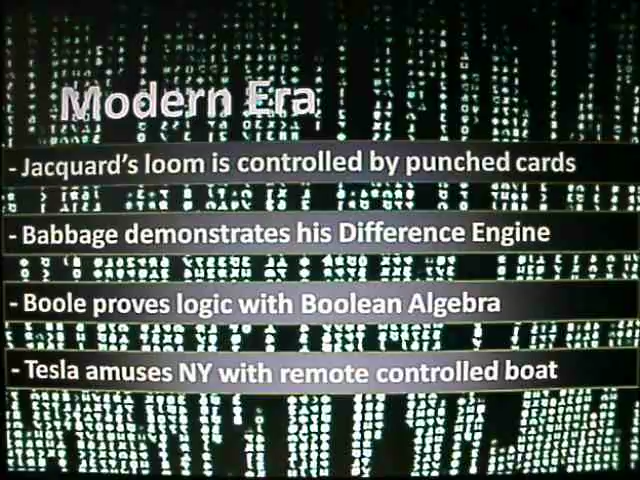 Modern Era
- Jacquard's loom is controlled by punched cards
- Babbage demonstrates his Difference Engine
- Boole proves logic with Boolean Algebra
- Tesla amuses NY with remote controlled boat